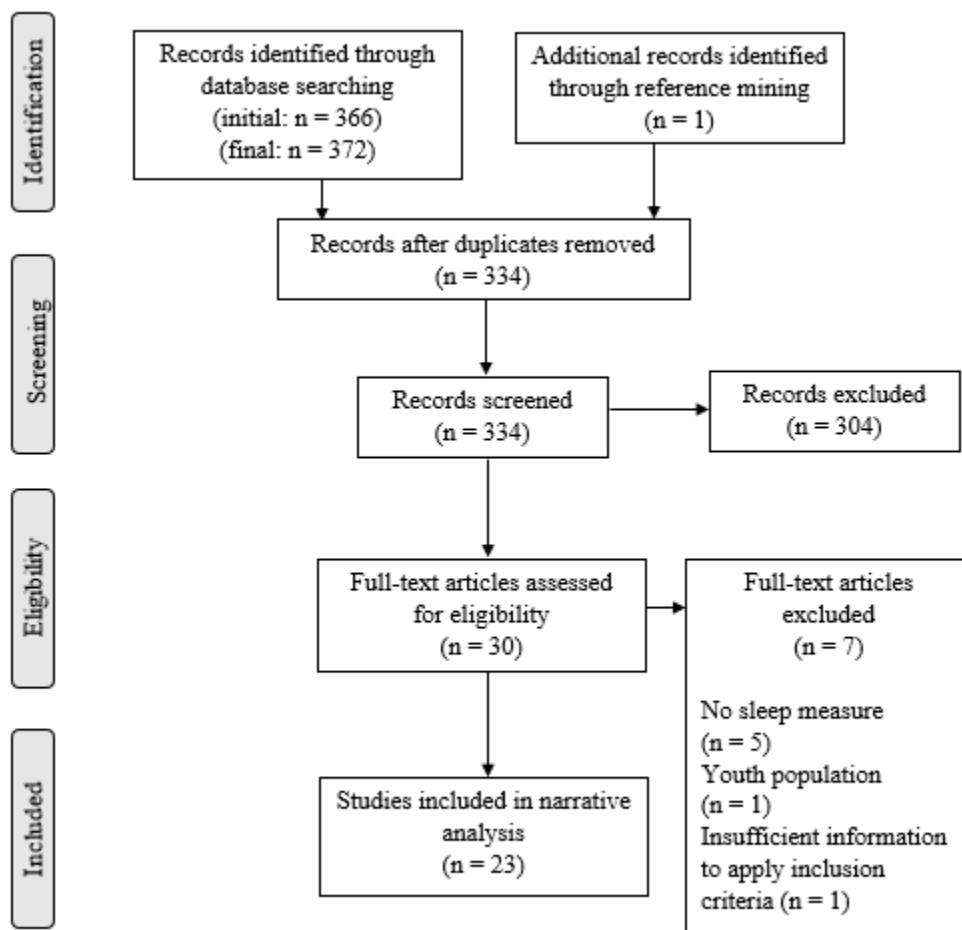 Identification
Records identified through
database searching
(initial: n = 366)
(final: n = 372)
Additional records identified
through reference mining
(n = 1)
Records after duplicates removed
(n = 334)
Screening
Records screened
(n = 334)
Records excluded
(n = 304)
Eligibility
Full-text articles assessed
for eligibility
(n = 30)
Full-text articles
excluded
(n = 7)
No sleep measure
(n = 5)
Youth population
(n = 1)
Insufficient information
to apply inclusion
criteria (n = 1)
Included
Studies included in narrative
analysis
(n = 23)